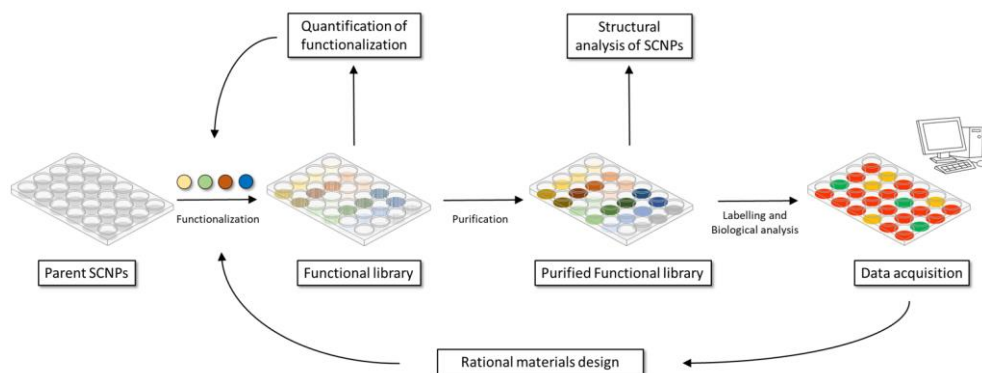 Quantification of
functionalization
Structural
analysis of SCNPs
Functionalization
Purification
Labelling and
Biological analysis
Parent SCNPs
Functional library
Purified Functional library
Data acquisition
Rational materials design